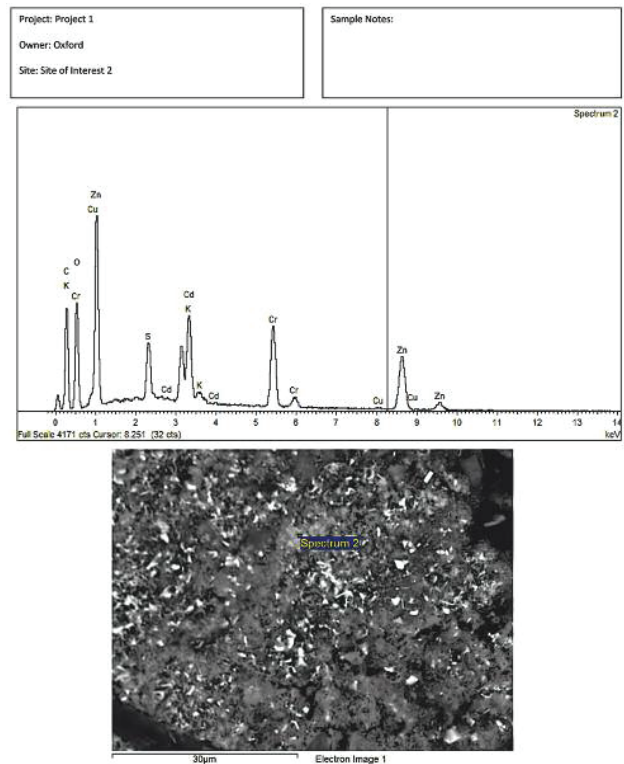 Project: Project 1
Owner: Oxford
Site: Site of Interest 2
Sample Notes:
Spectrum 2
Zn
Cu
O
C
K
Cr
S
Cd
Cd
K
K
Cd
Cr
Cr
Cu
Zn
Cu
Zn
0 1 2 3 4 5 6 7 8 9 10 11 12 13 14
Full Scale 4171 cts Cursor: 8.251 (32 cts)
keV
Spectrum 2
30µm
Electron Image 1